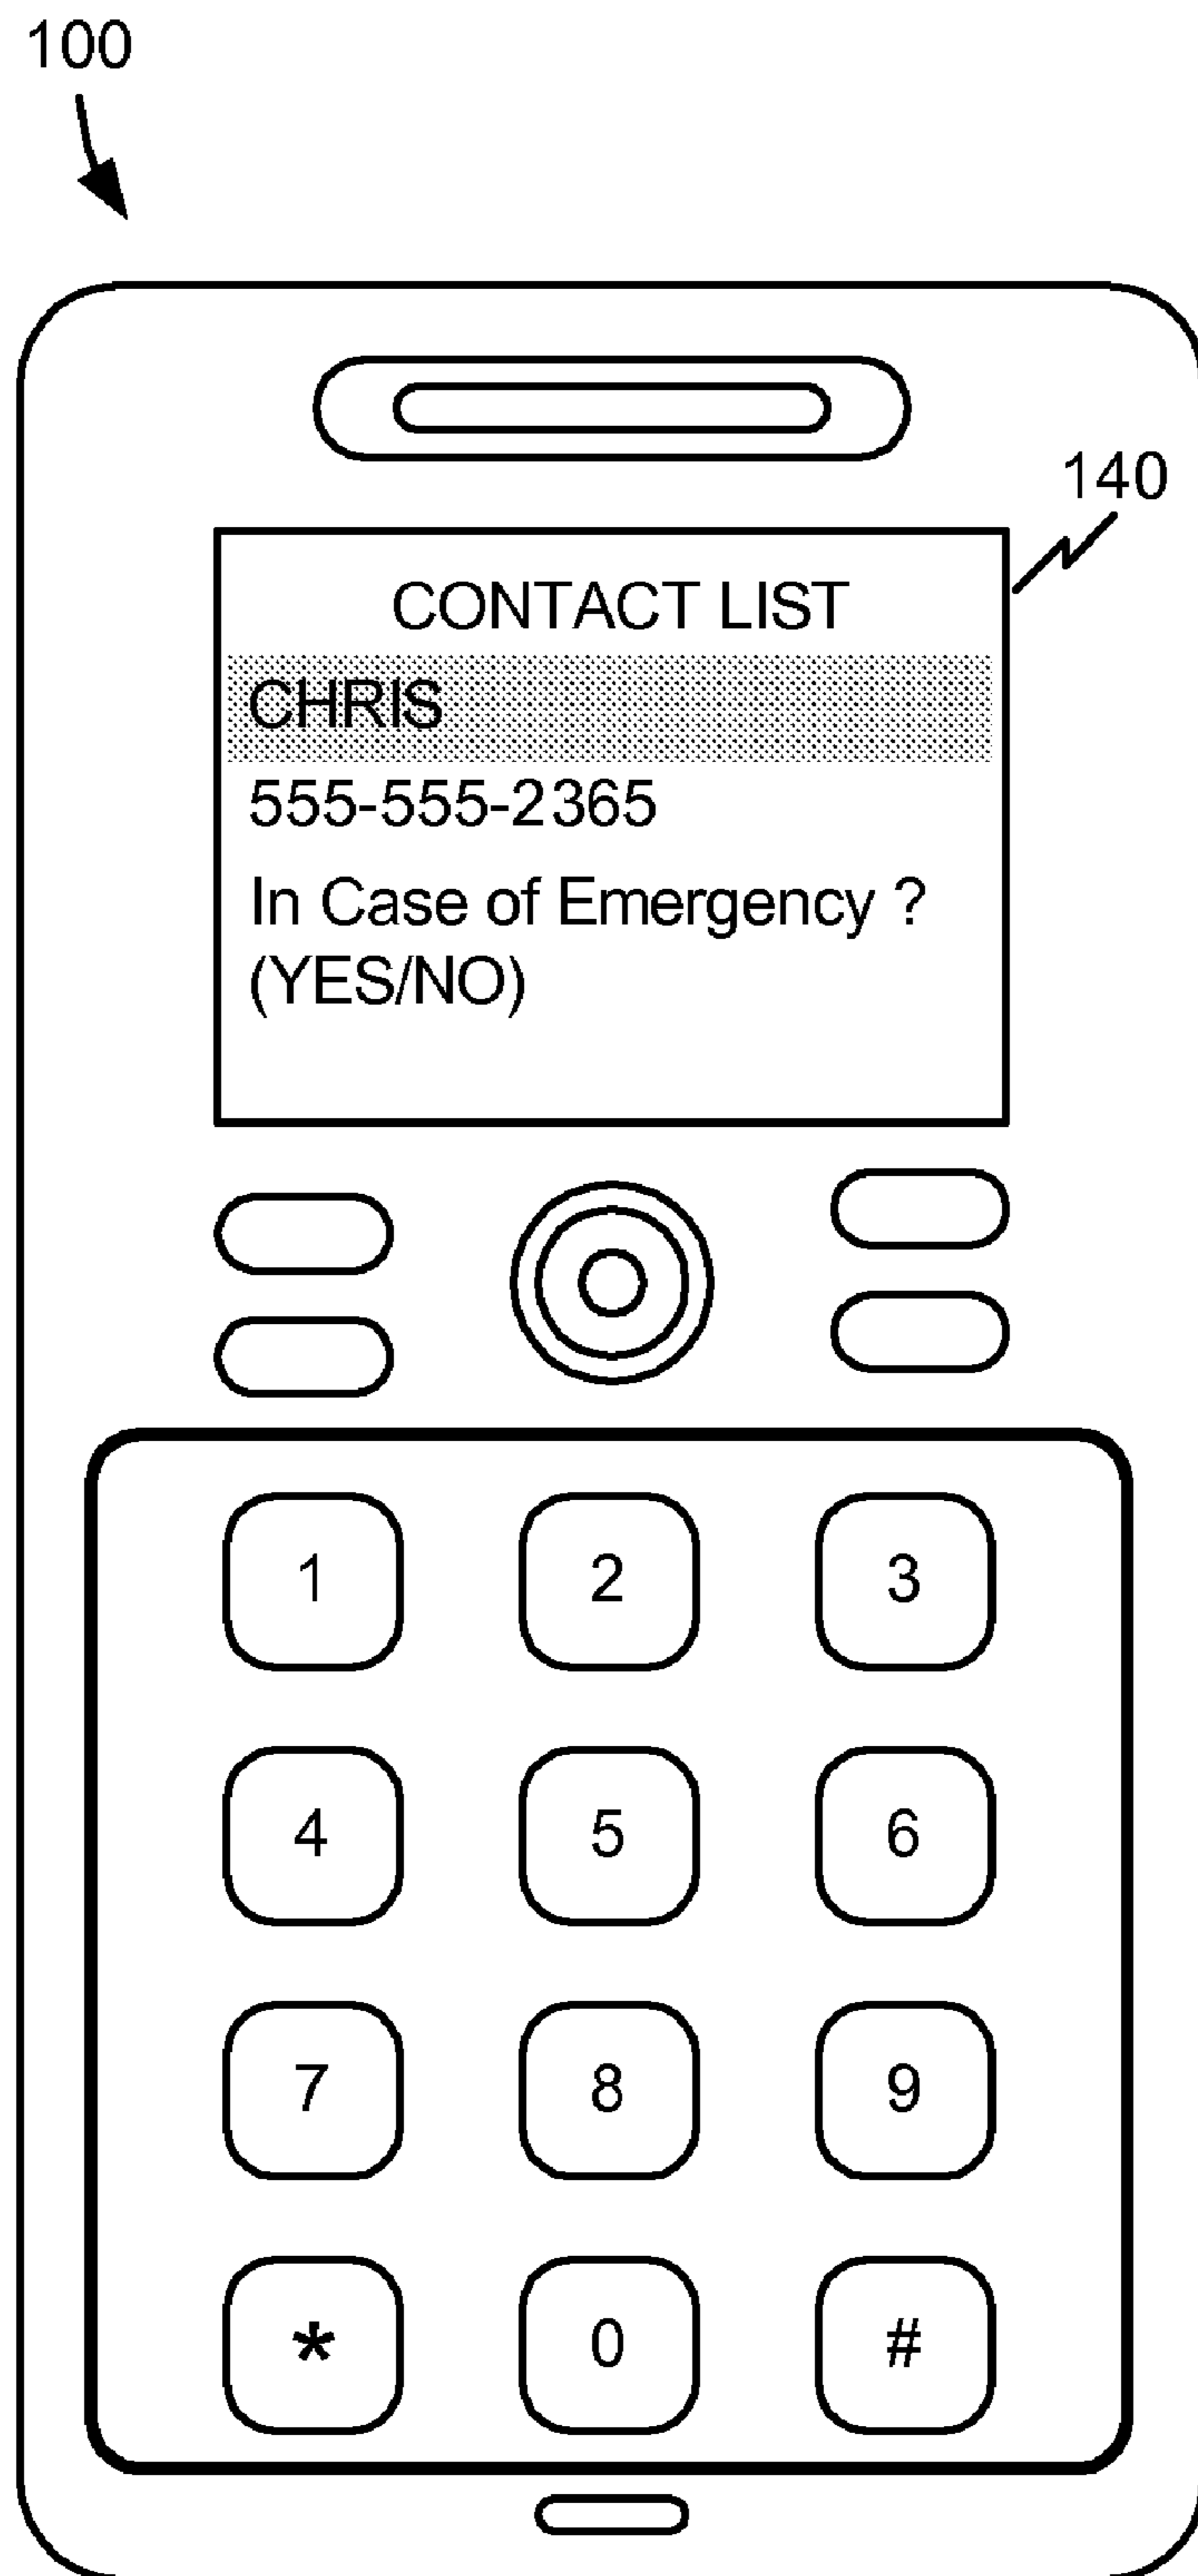 100
140
CONTACT LIST
CHRIS
555-555-2365
In Case of Emergency ?
(YES/NO)
1 2 3
4 5 6
7 8 9
* 0 #